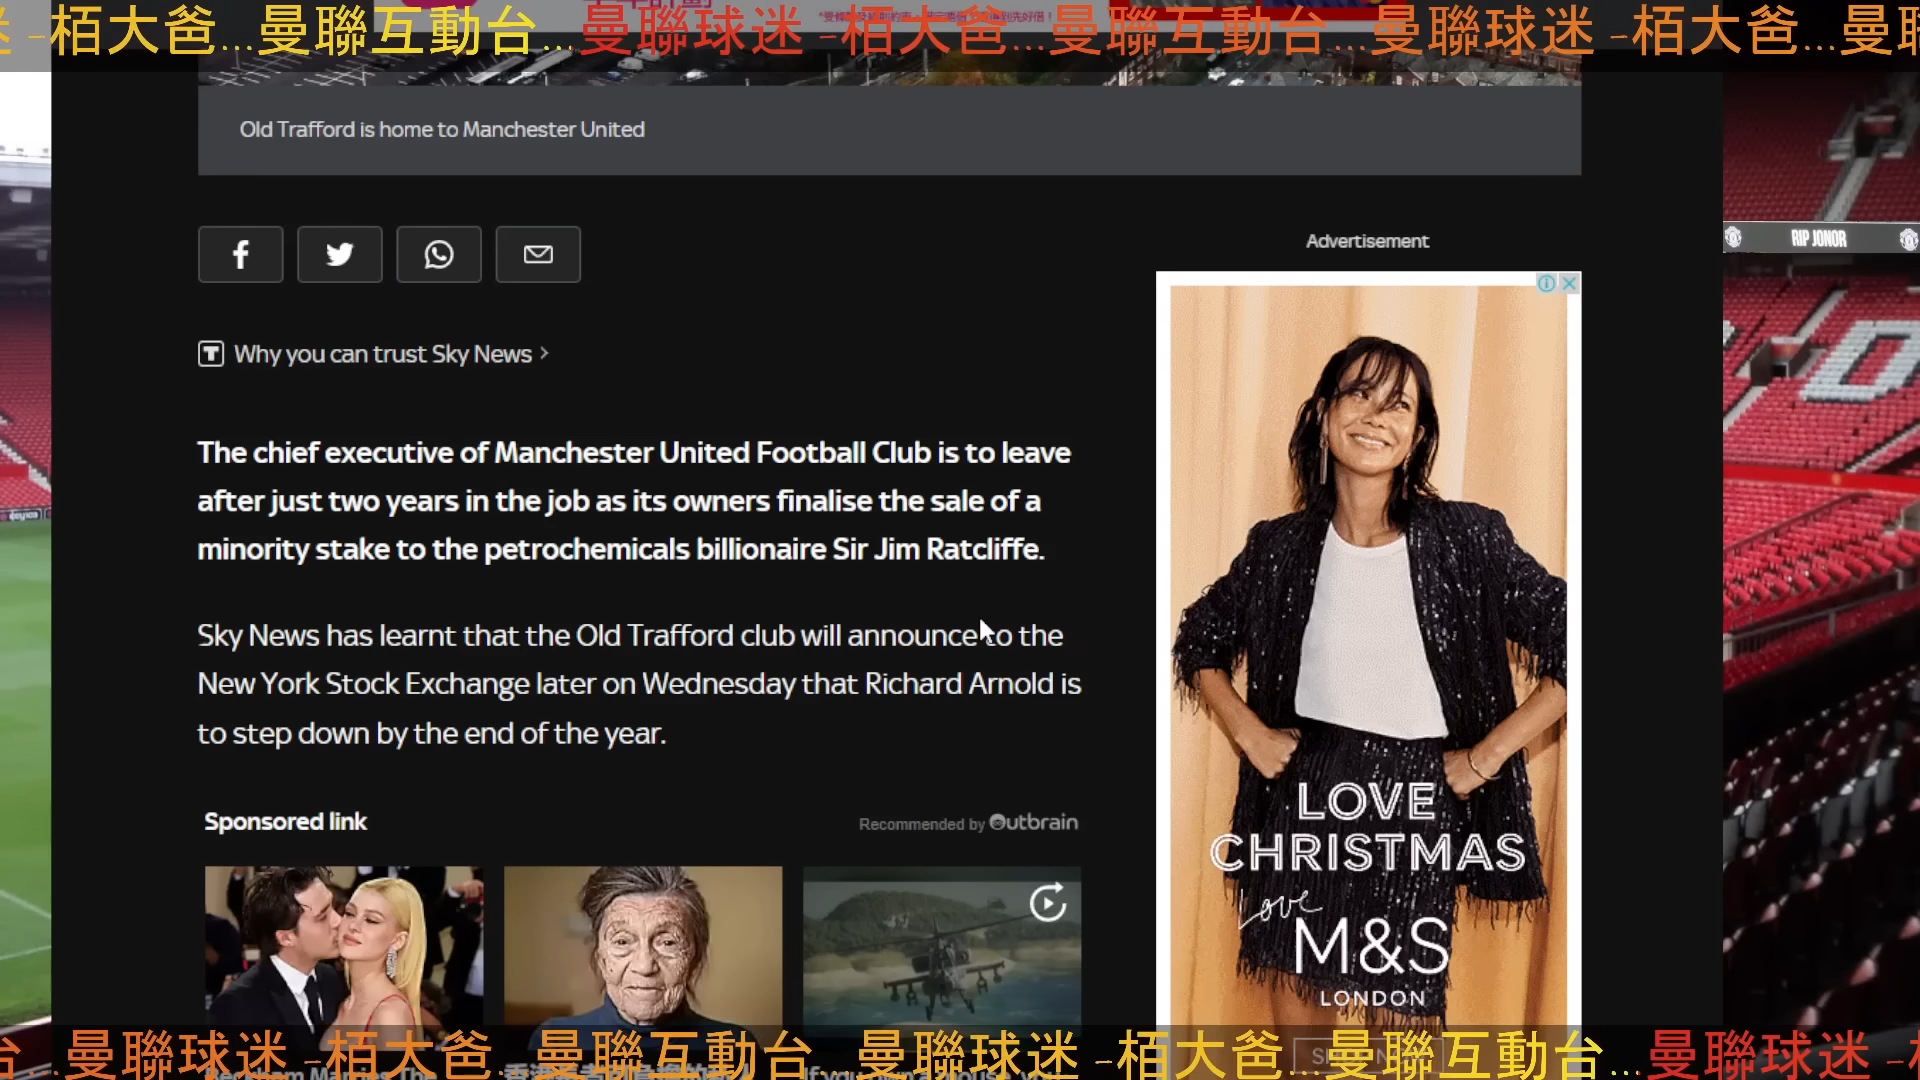 -栢大爸...曼聯互動台...曼聯球迷 -栢大爸...曼聯互動台...曼聯球迷 -栢大爸...曼
Old Trafford is home to Manchester United
Advertisement
RIP JONOR
Why you can trust Sky News >
The chief executive of Manchester United Football Club is to leave
after just two years in the job as its owners finalise the sale of a
minority stake to the petrochemicals billionaire Sir Jim Ratcliffe.
Sky News has learnt that the Old Trafford club will announce to the
New York Stock Exchange later on Wednesday that Richard Arnold is
to step down by the end of the year.
Sponsored link
Recommended by Outbrain
LOVE
CHRISTMAS
Love
M&S
LONDON
台...曼聯球迷 -栢大爸...曼聯互動台...曼聯球迷 -栢大爸...曼聯互動台...曼聯球迷 -